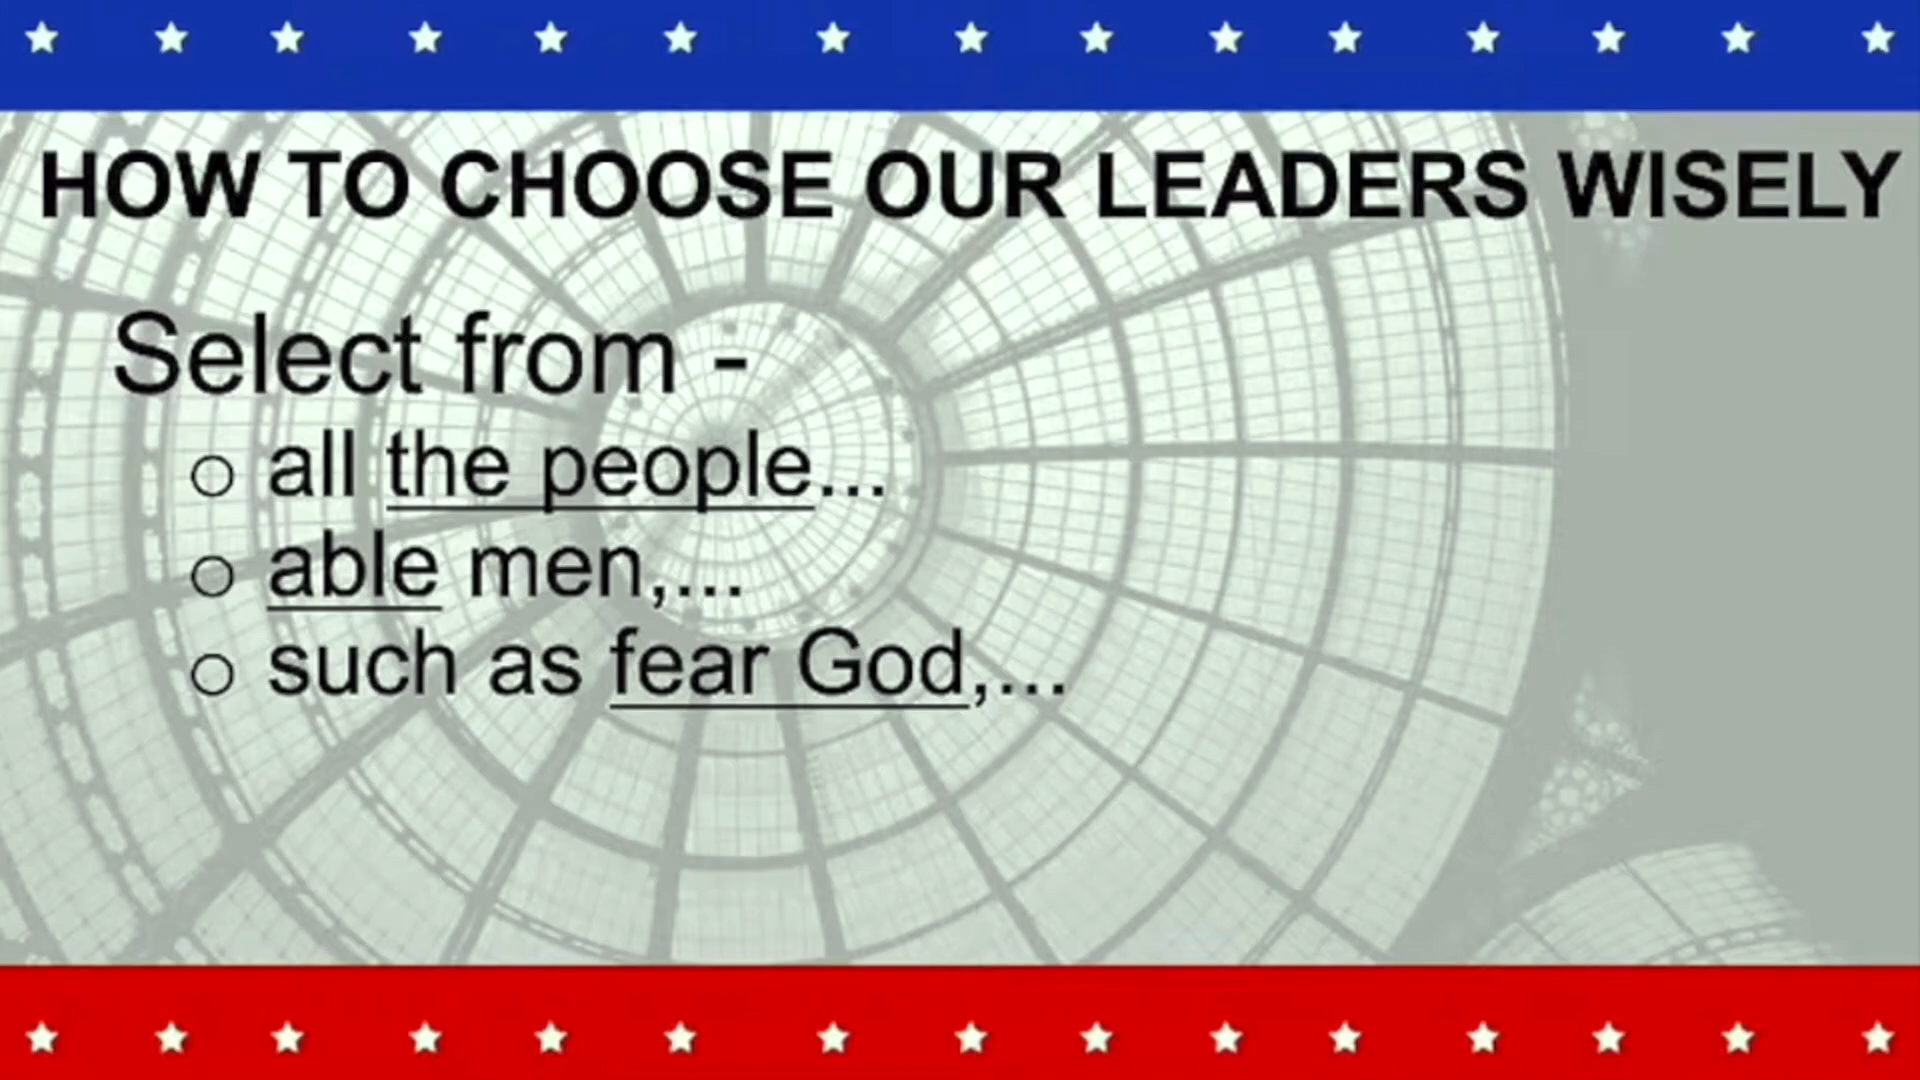 HOW TO CHOOSE OUR LEADERS WISELY
Select from -
○ all the people...
○ able men,...
○ such as fear God,...